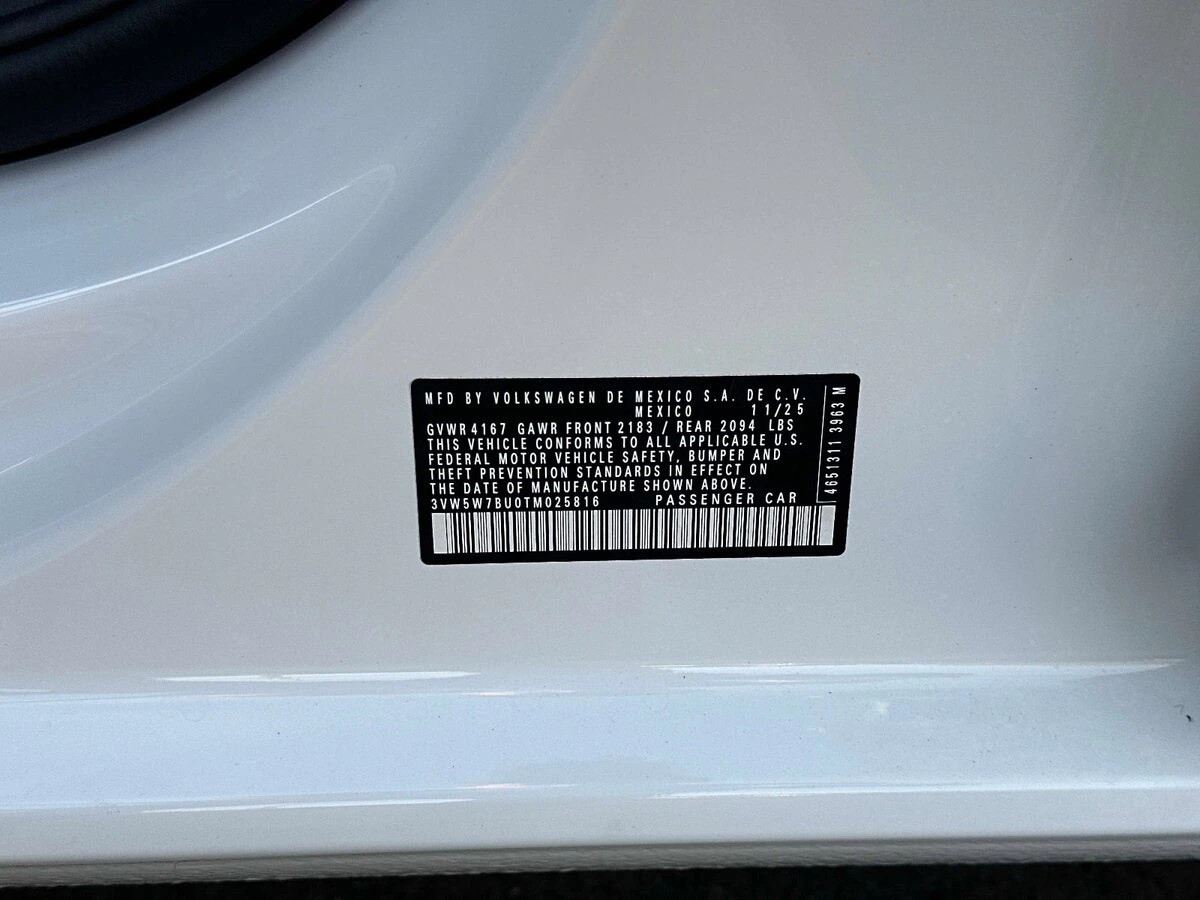 MFD BY VOLKSWAGEN DE MEXICO S.A. DE C.V.
MEXICO 11/25
GVWR 4167 GAWR FRONT 2183 / REAR 2094 LBS
THIS VEHICLE CONFORMS TO ALL APPLICABLE U.S.
FEDERAL MOTOR VEHICLE SAFETY, BUMPER AND
THEFT PREVENTION STANDARDS IN EFFECT ON
THE DATE OF MANUFACTURE SHOWN ABOVE.
3VW5W7BU0TM025816 PASSENGER CAR
4651311 3963 M